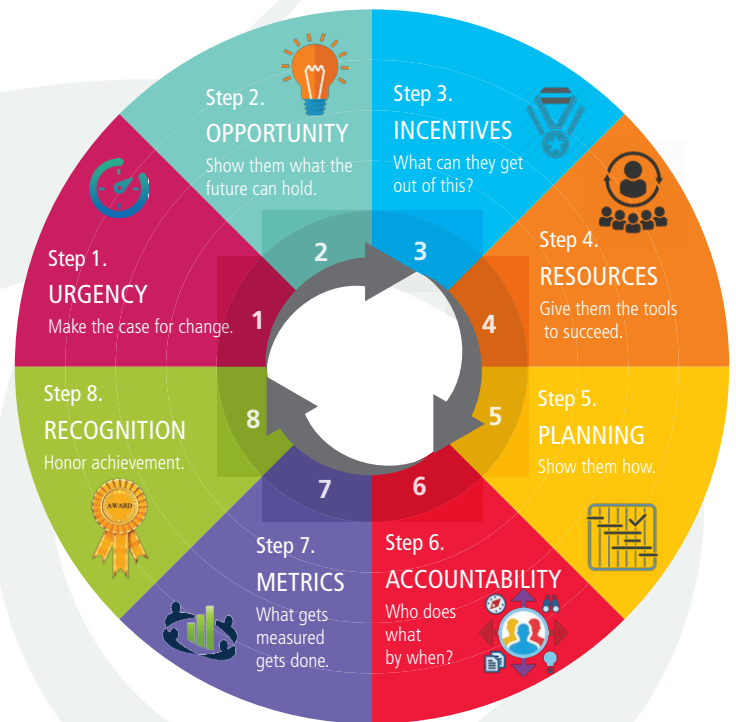 Step 1.
URGENCY
Make the case for change.
1
Step 2.
OPPORTUNITY
Show them what the
future can hold.
2
Step 3.
INCENTIVES
What can they get
out of this?
3
Step 4.
RESOURCES
Give them the tools
to succeed.
4
Step 5.
PLANNING
Show them how.
5
Step 6.
ACCOUNTABILITY
Who does
what
by when?
6
Step 7.
METRICS
What gets
measured
gets done.
7
Step 8.
RECOGNITION
Honor achievement.
AWARD
8